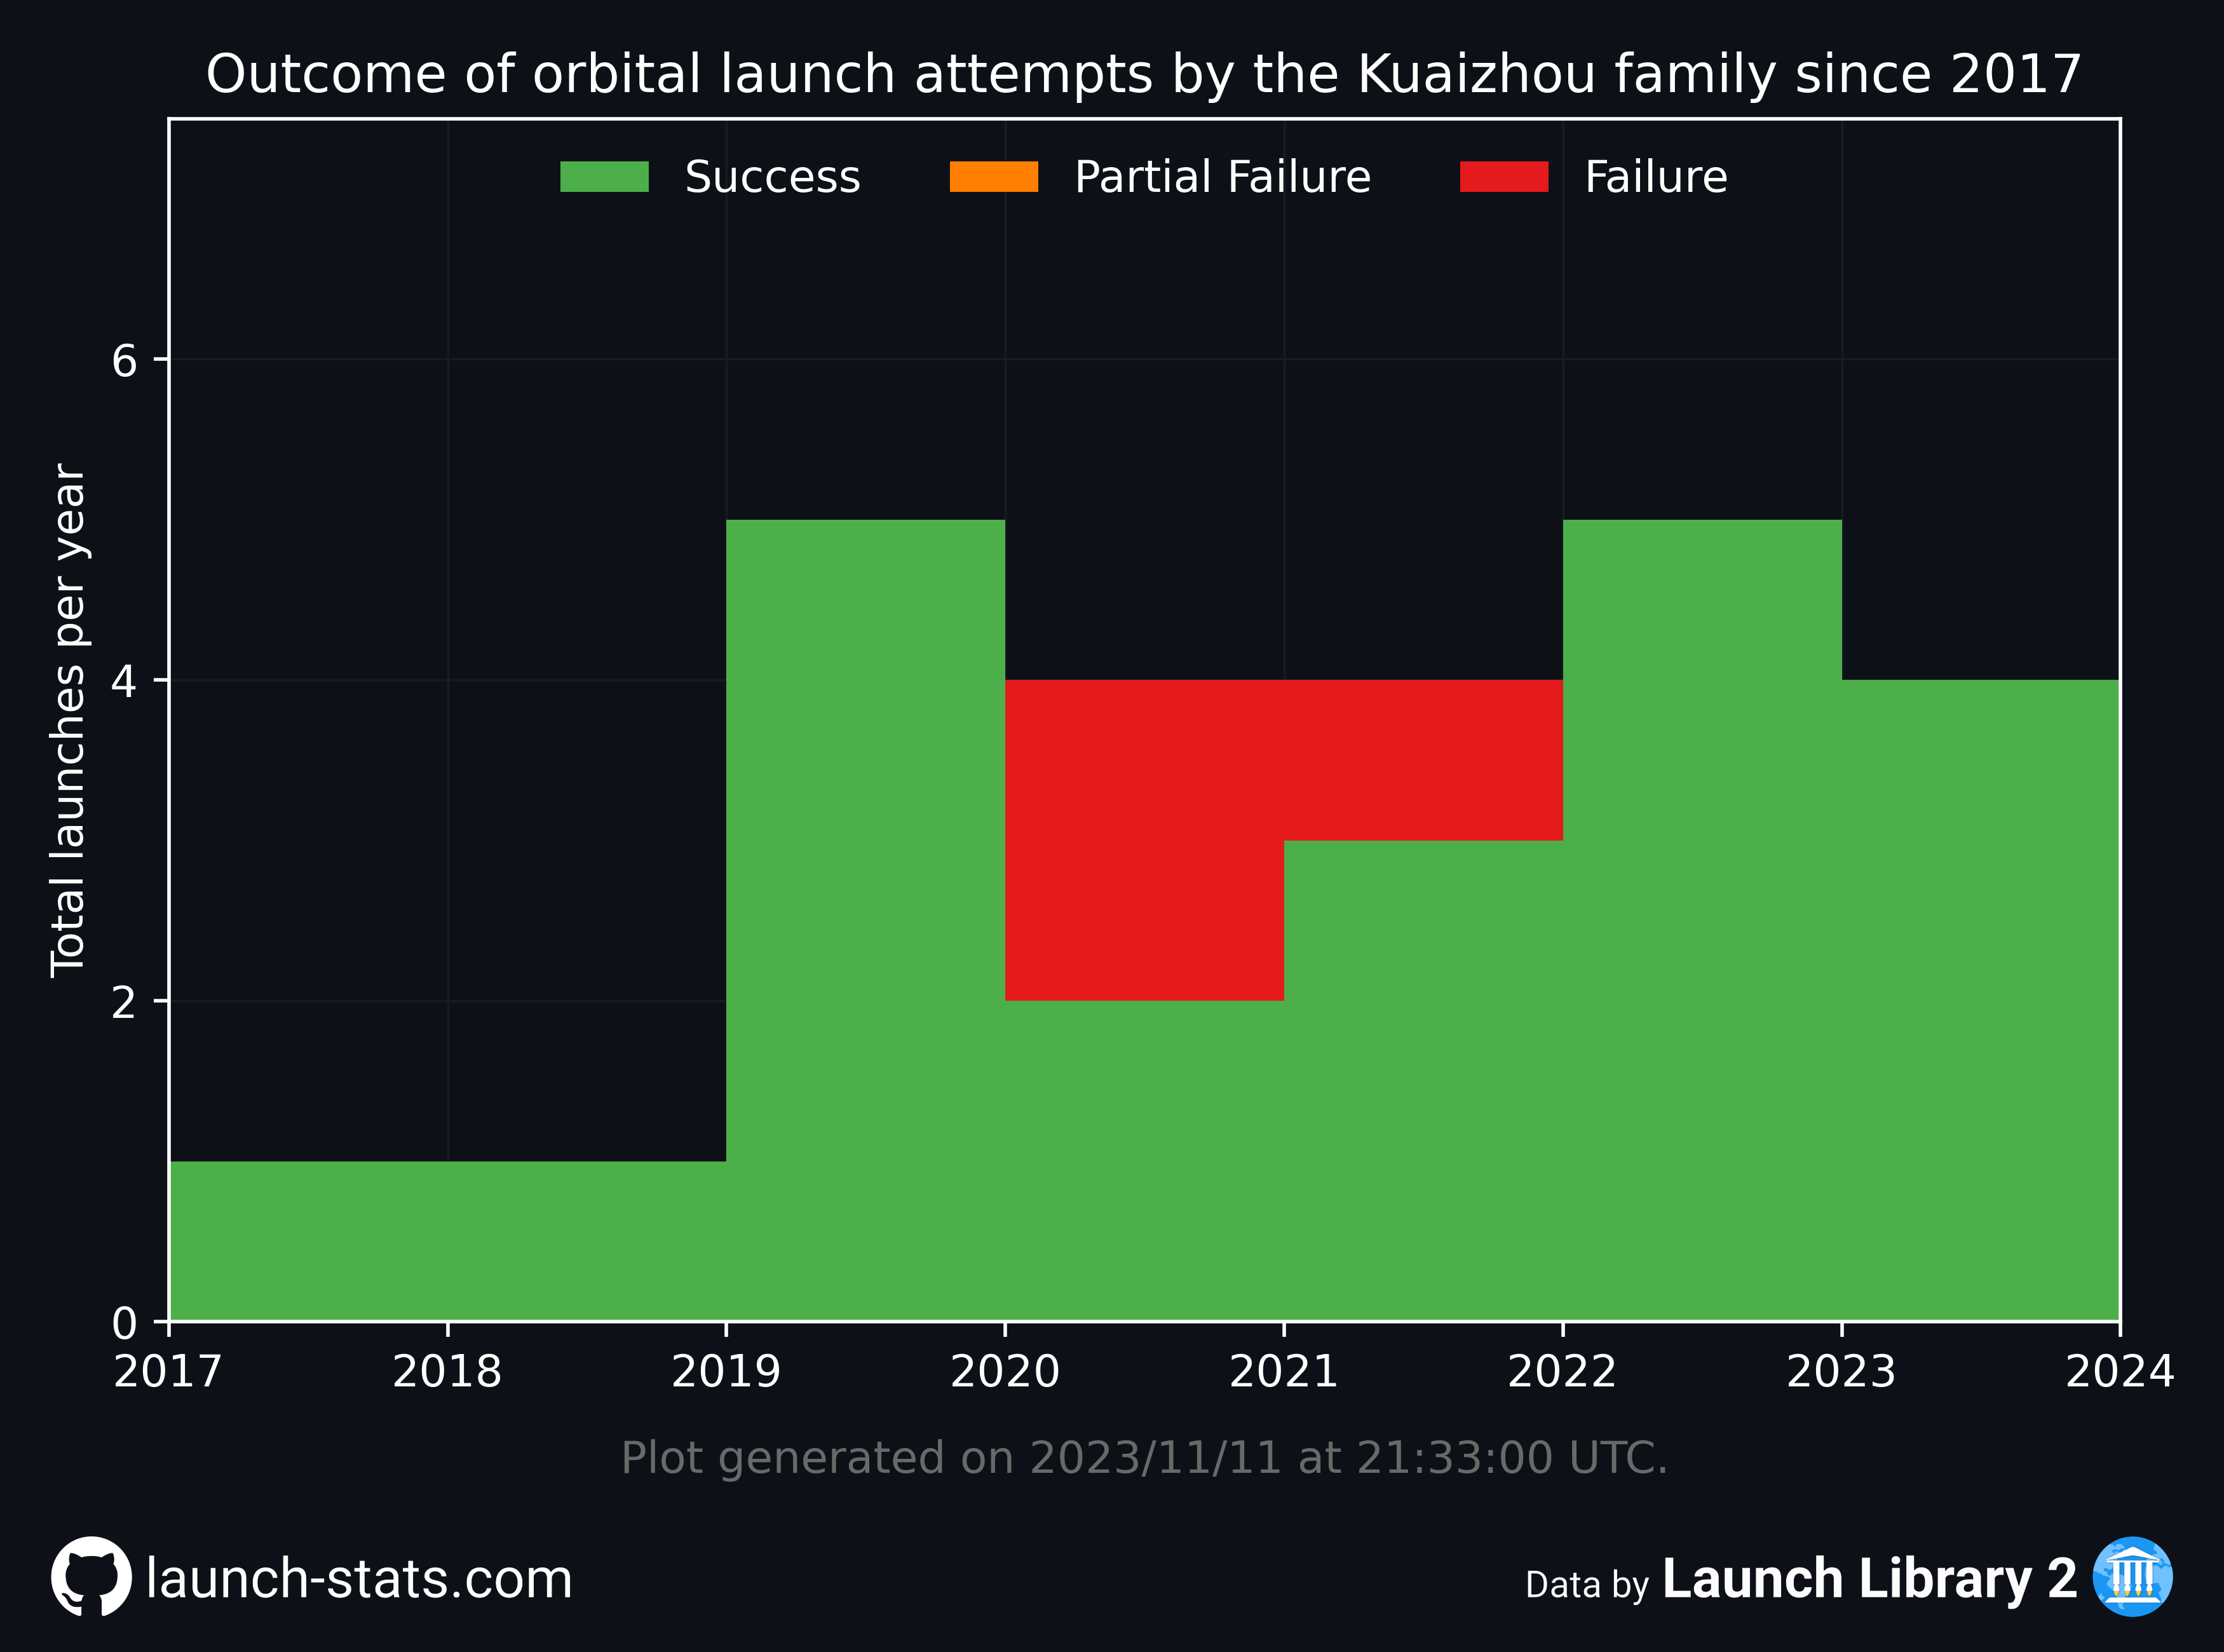 Outcome of orbital launch attempts by the Kuaizhou family since 2017
Success Partial Failure Failure
Total launches per year
6
4
2
0
2017 2018 2019 2020 2021 2022 2023 2024
Plot generated on 2023/11/11 at 21:33:00 UTC.
launch-stats.com
Data by Launch Library 2